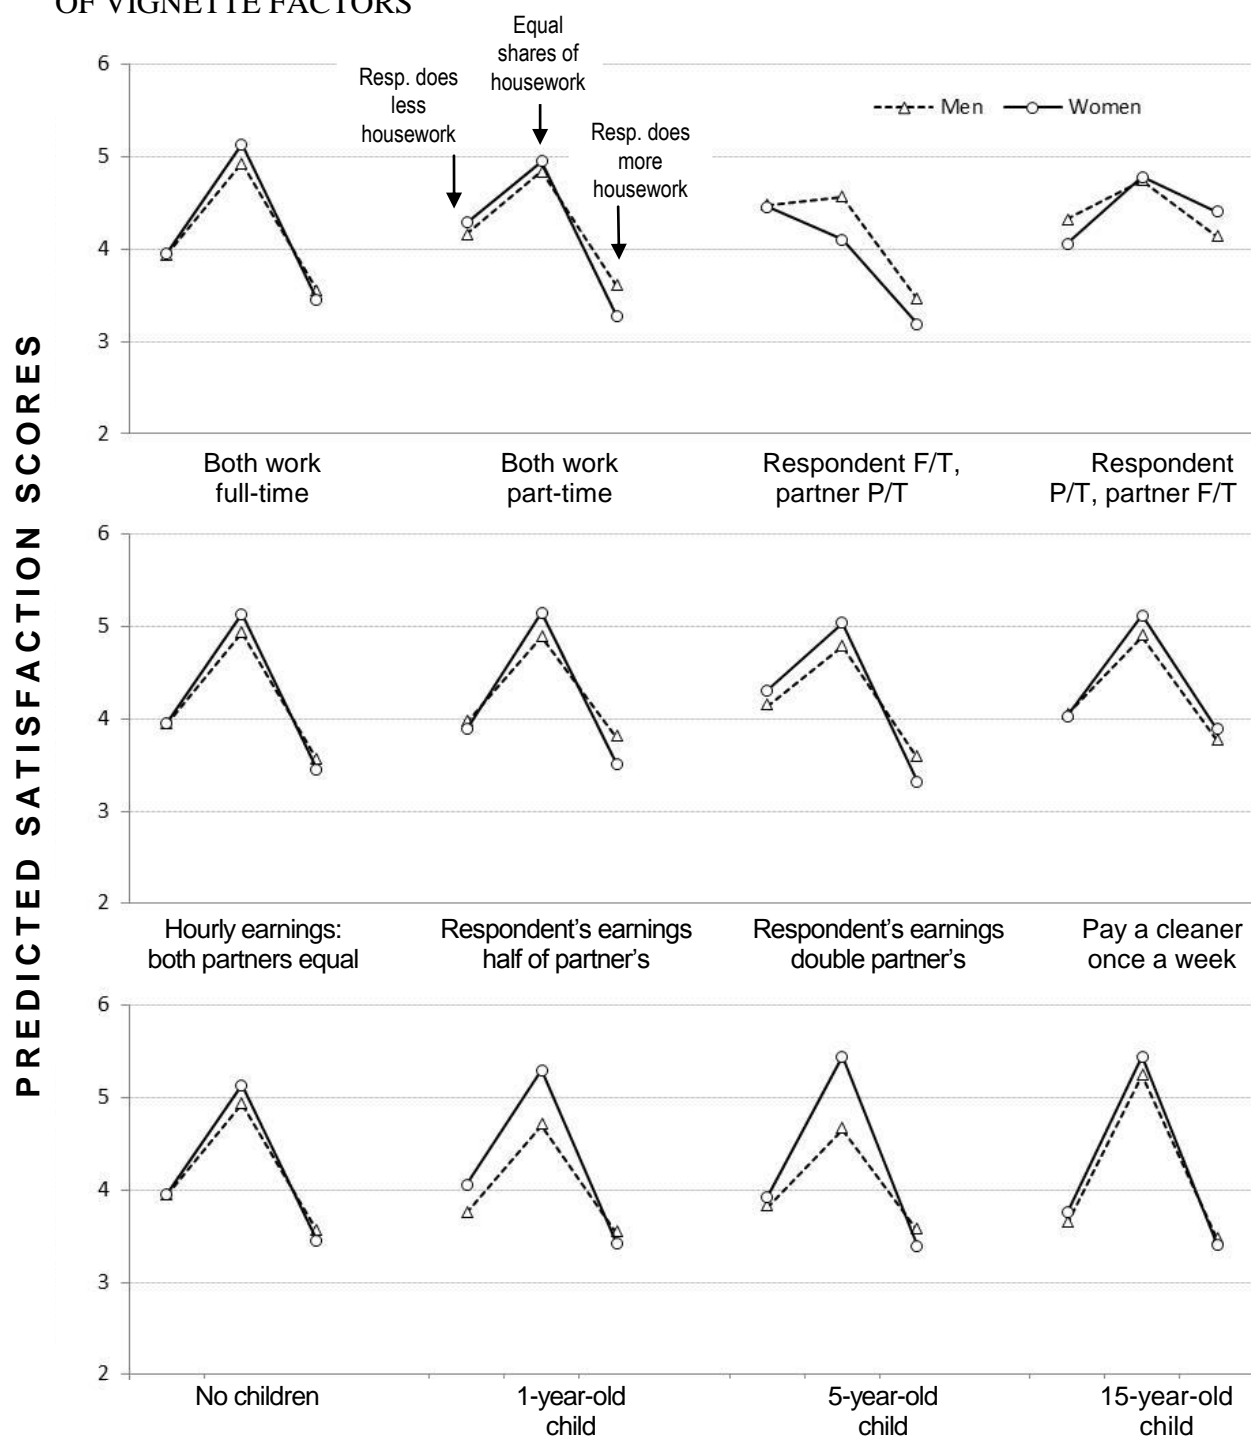 OF VIGNETTE FACTORS
Equal
shares of
housework
Resp. does
less
housework
Resp. does
more
housework
Men
Women
PREDICTED SATISFACTION SCORES
6
5
4
3
2
Both work
full-time
Both work
part-time
Respondent F/T,
partner P/T
Respondent
P/T, partner F/T
6
5
4
3
2
Hourly earnings:
both partners equal
Respondent's earnings
half of partner's
Respondent's earnings
double partner's
Pay a cleaner
once a week
6
5
4
3
2
No children
1-year-old
child
5-year-old
child
15-year-old
child